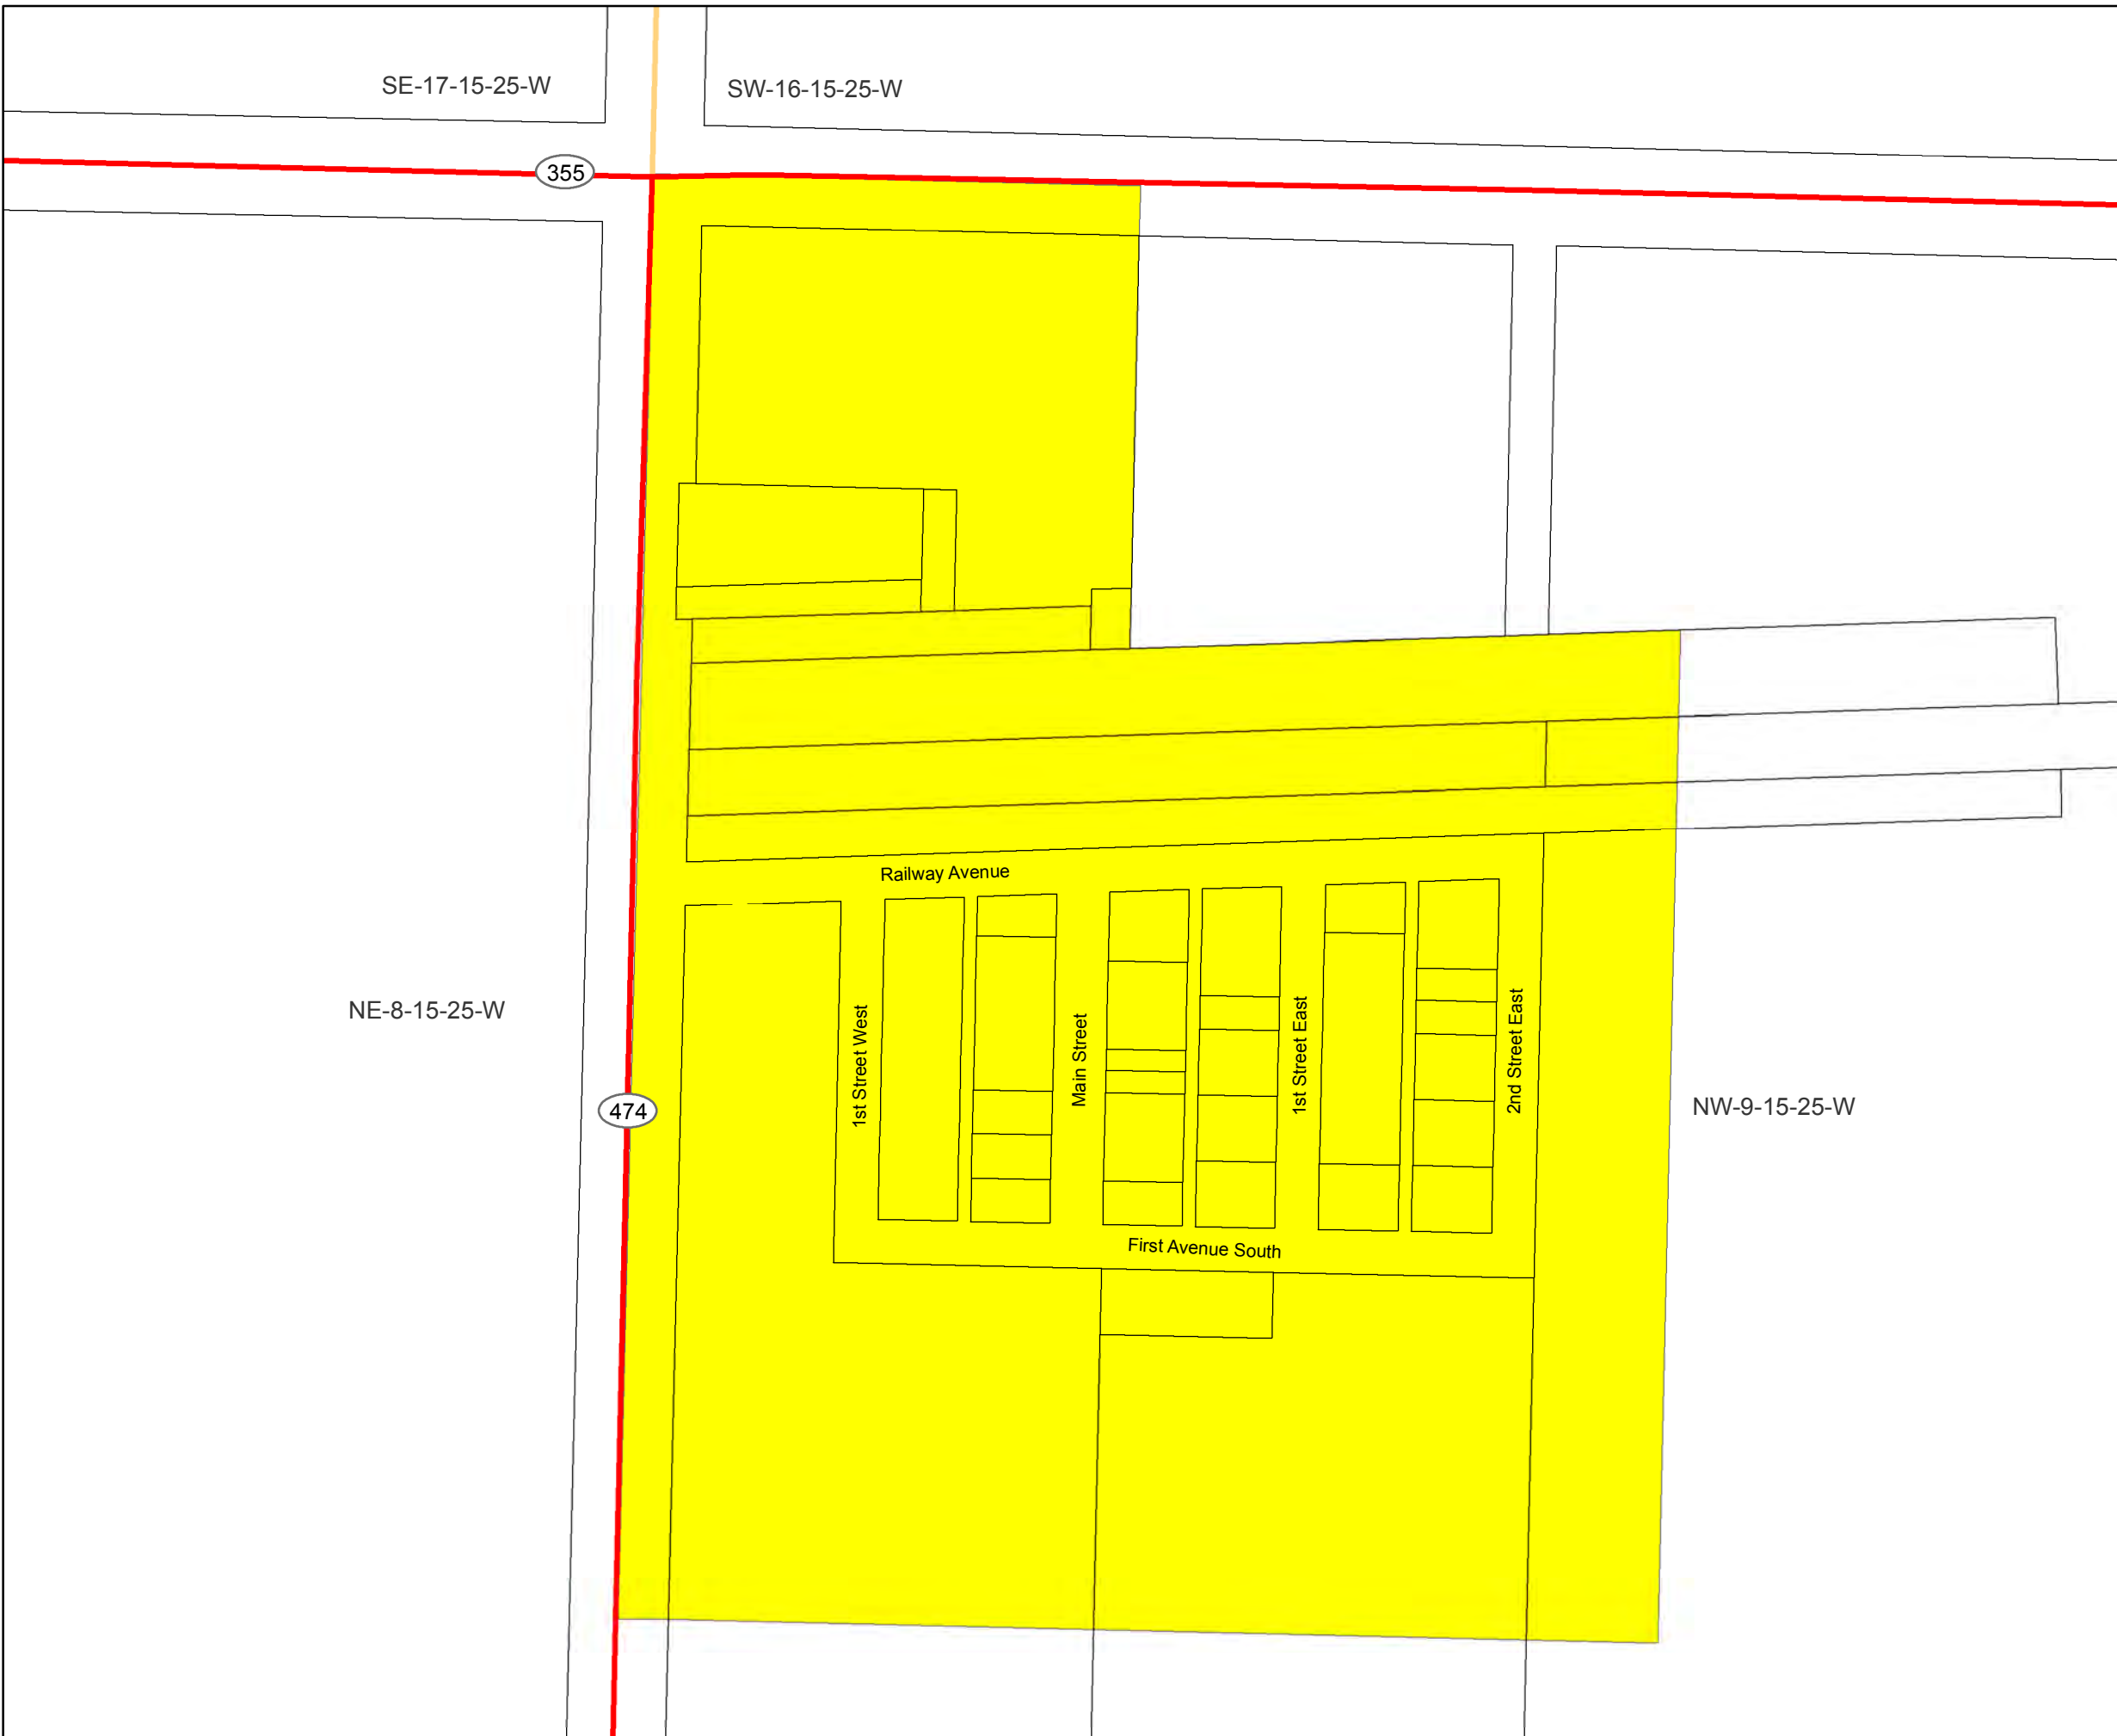 SE-17-15-25-W
SW-16-15-25-W
355
Railway Avenue
NE-8-15-25-W
1st Street West
Main Street
1st Street East
2nd Street East
474
NW-9-15-25-W
First Avenue South